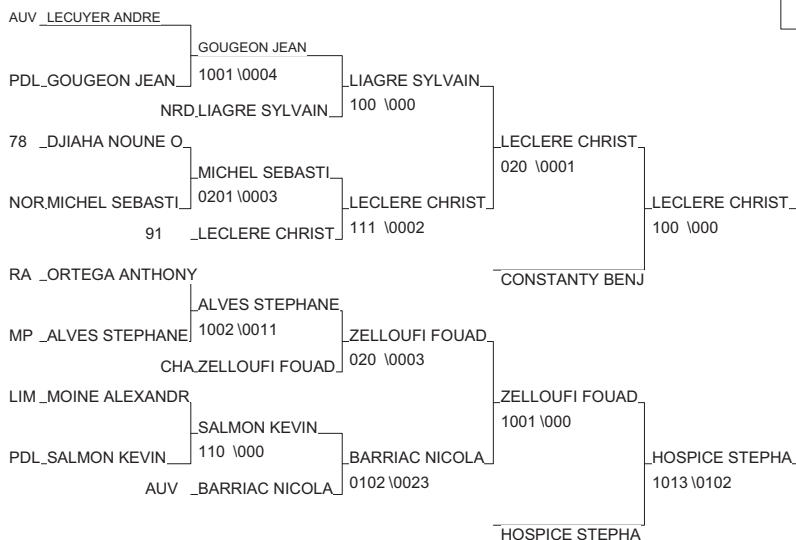 AUV LECUYER ANDRE
GOUGEON JEAN
PDL GOUGEON JEAN
1001 \0004
LIAGRE SYLVAIN
NRD LIAGRE SYLVAIN
100 \000
78 DJIAHA NOUNE O
LECLERE CHRIST
020 \0001
MICHEL SEBASTI
NOR MICHEL SEBASTI
0201 \0003
LECLERE CHRIST
LECLERE CHRIST
91 LECLERE CHRIST
111 \0002
100 \000
RA ORTEGA ANTHONY
CONSTANTY BENJ
ALVES STEPHANE
MP ALVES STEPHANE
1002 \0011
ZELLOUFI FOUAD
CHA ZELLOUFI FOUAD
020 \0003
LIM MOINE ALEXANDR
ZELLOUFI FOUAD
1001 \000
SALMON KEVIN
PDL SALMON KEVIN
110 \000
BARRIAC NICOLA
HOSPICE STEPHA
AUV BARRIAC NICOLA
0102 \0023
1013 \0102
HOSPICE STEPHA